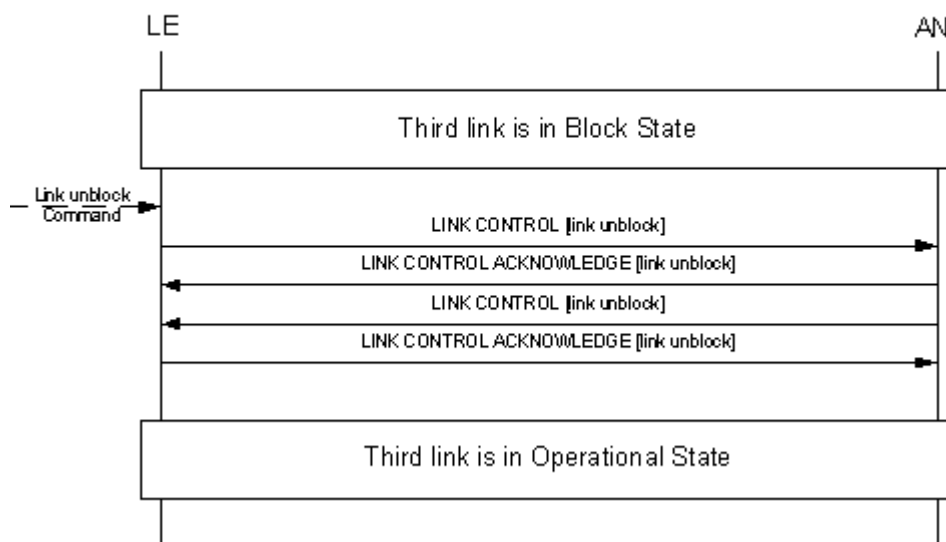 LE AN
Third link is in Block State
Link unblock
Command
LINK CONTROL [link unblock]
LINK CONTROL ACKNOWLEDGE [link unblock]
LINK CONTROL [link unblock]
LINK CONTROL ACKNOWLEDGE [link unblock]
Third link is in Operational State